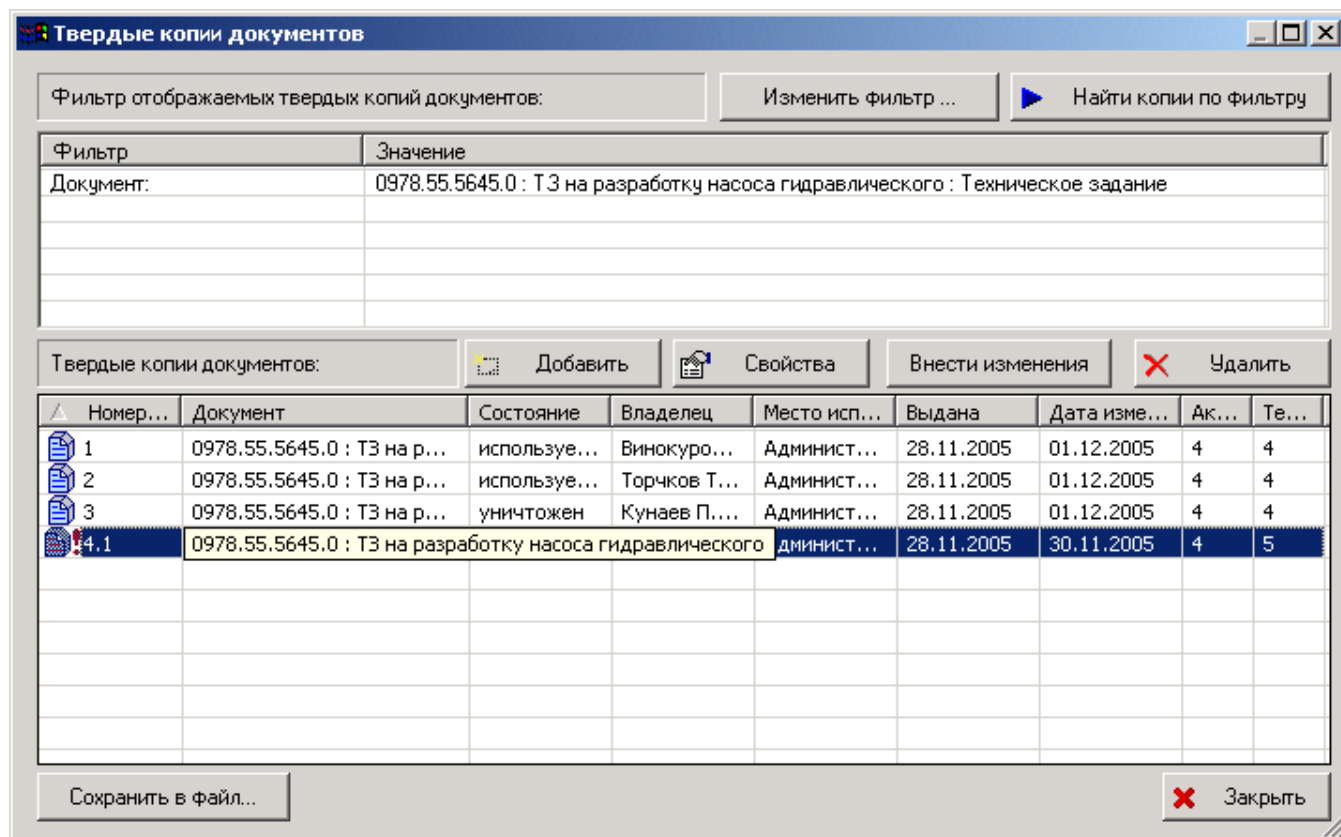 Твердые копии документов
Фильтр отображаемых твердых копий документов: Изменить фильтр ... Найти копии по фильтру
Фильтр Значение
Документ: 0978.55.5645.0 : ТЗ на разработку насоса гидравлического : Техническое задание
Твердые копии документов: Добавить Свойства Внести изменения Удалить
Номер... Документ Состояние Владелец Место исп... Выдана Дата изме... Ак... Те...
1 0978.55.5645.0 : ТЗ на р... используе... Винокуро... Админист... 28.11.2005 01.12.2005 4 4
2 0978.55.5645.0 : ТЗ на р... используе... Торчков Т... Админист... 28.11.2005 01.12.2005 4 4
3 0978.55.5645.0 : ТЗ на р... уничтожен Кунаев П.... Админист... 28.11.2005 01.12.2005 4 4
4.1 0978.55.5645.0 : ТЗ на разработку насоса гидравлического дминист... 28.11.2005 30.11.2005 4 5
Сохранить в файл... Закрыть